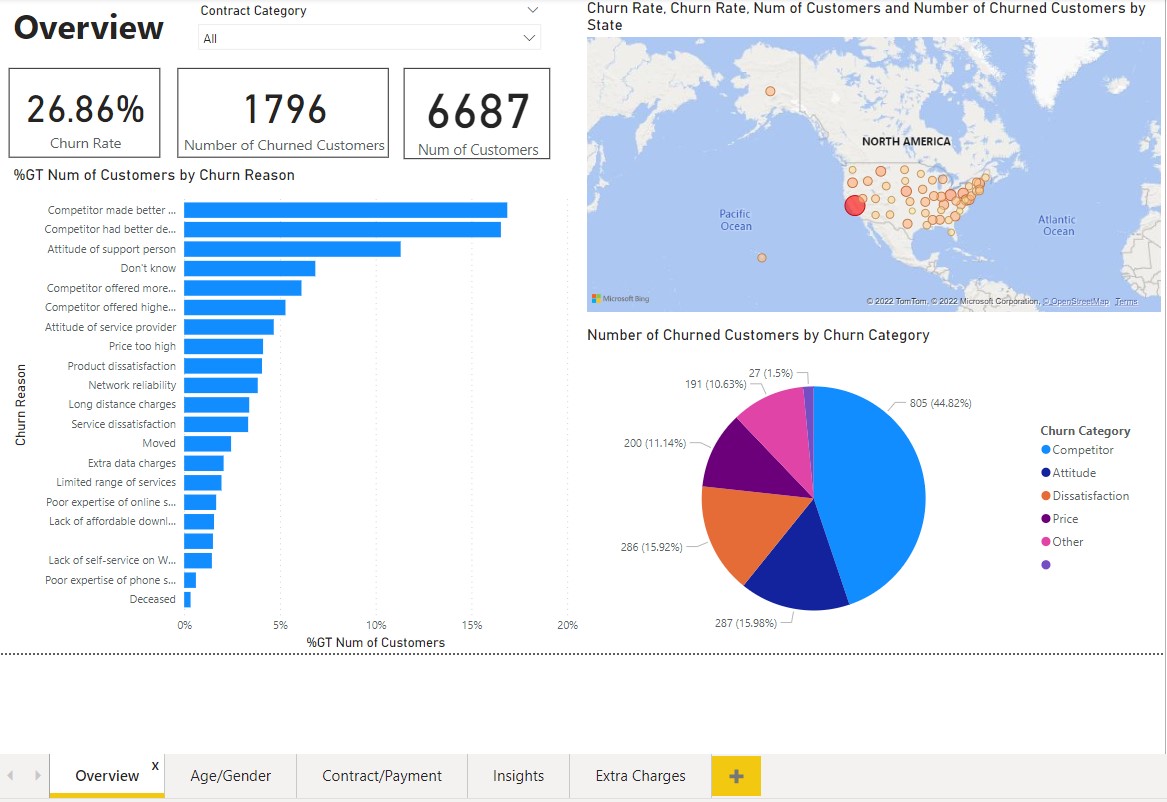 Overview
Contract Category
All
26.86%
Churn Rate
1796
Number of Churned Customers
6687
Num of Customers
%GT Num of Customers by Churn Reason
Churn Reason
Competitor made better ...
Competitor had better de...
Attitude of support person
Don't know
Competitor offered more...
Competitor offered highe...
Attitude of service provider
Price too high
Product dissatisfaction
Network reliability
Long distance charges
Service dissatisfaction
Moved
Extra data charges
Limited range of services
Poor expertise of online s...
Lack of affordable downl...
Lack of self-service on W...
Poor expertise of phone s...
Deceased
0% 5% 10% 15% 20%
%GT Num of Customers
Churn Rate, Churn Rate, Num of Customers and Number of Churned Customers by
State
NORTH AMERICA
Pacific
Ocean
Atlantic
Ocean
Microsoft Bing
© 2022 TomTom, © 2022 Microsoft Corporation, © OpenStreetMap Terms
Number of Churned Customers by Churn Category
27 (1.5%)
191 (10.63%)
805 (44.82%)
200 (11.14%)
286 (15.92%)
287 (15.98%)
Churn Category
Competitor
Attitude
Dissatisfaction
Price
Other
Overview x Age/Gender Contract/Payment Insights Extra Charges +